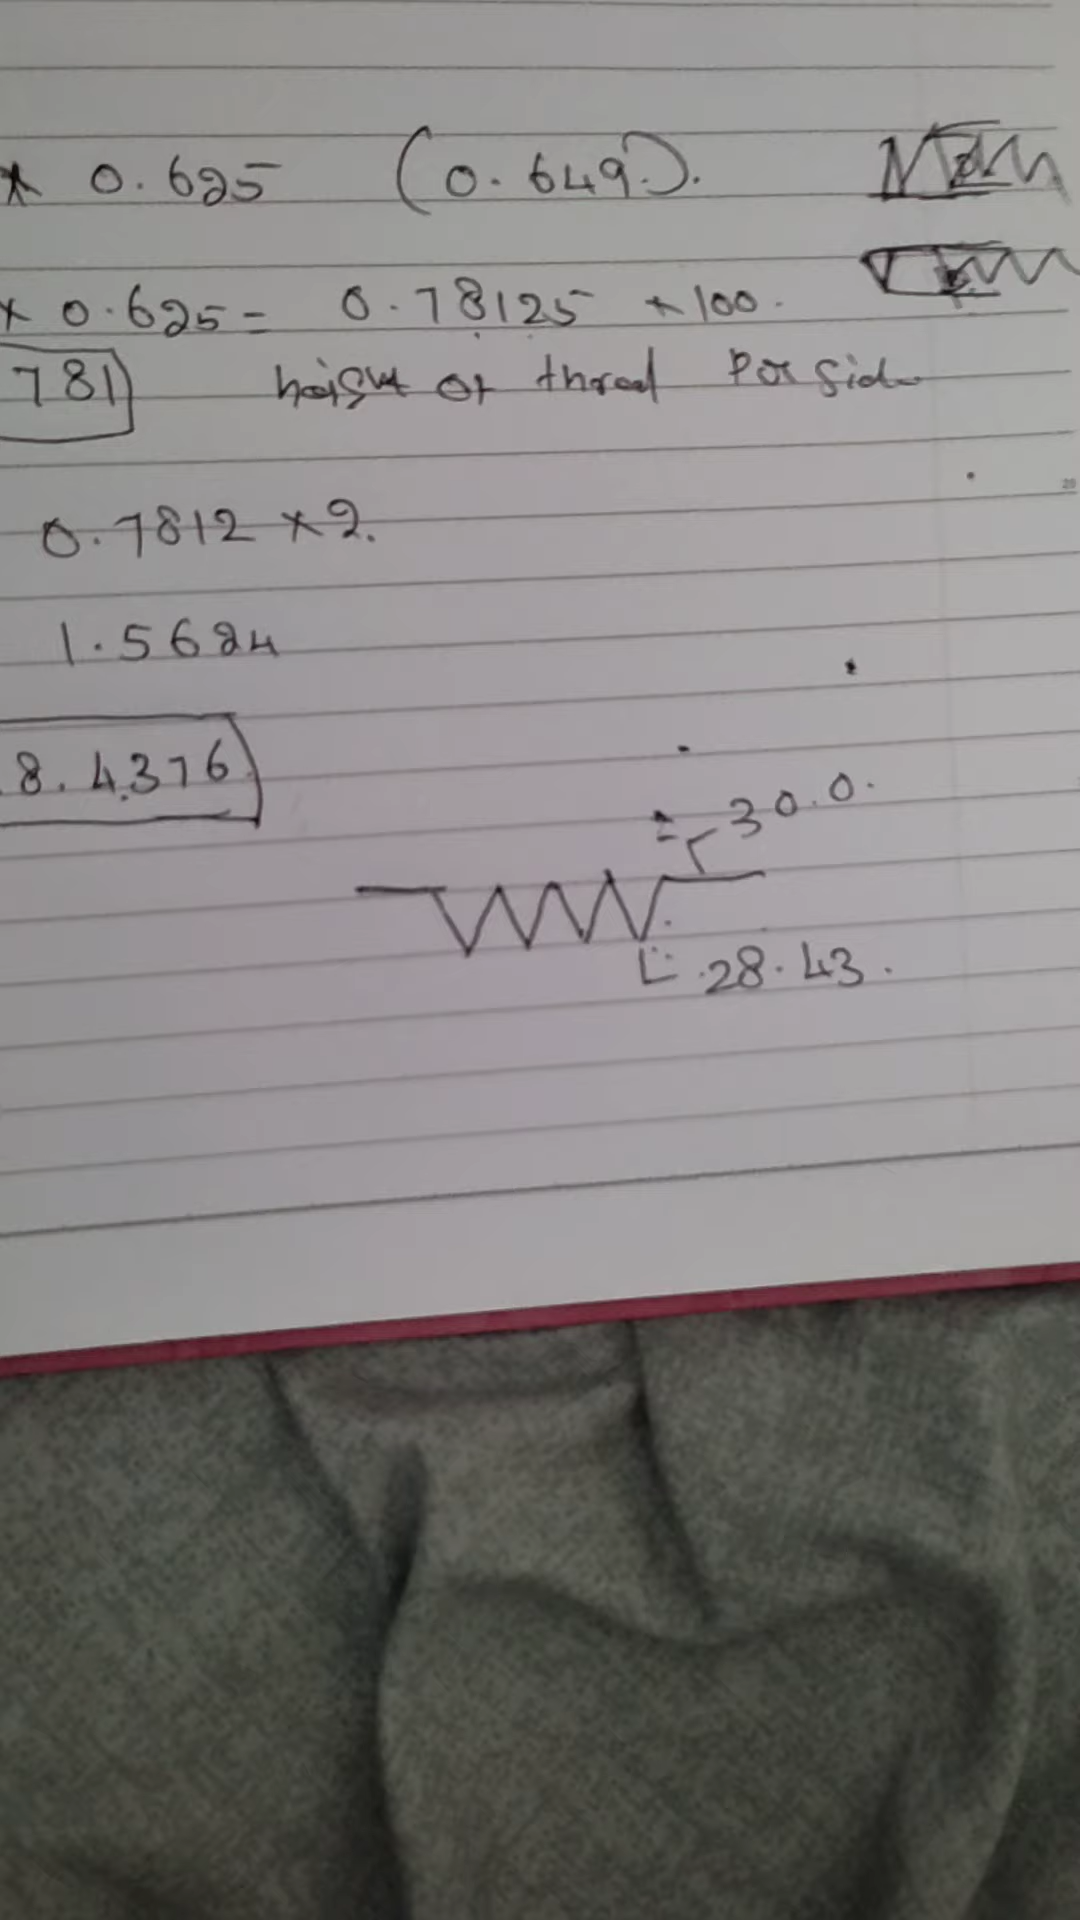 * 0.625 (0.649).
× 0.625 = 0.78125 × 100.
781 height of thread Per side
0.7812 × 2.
1.5624
8.4376
30.0.
28.43.